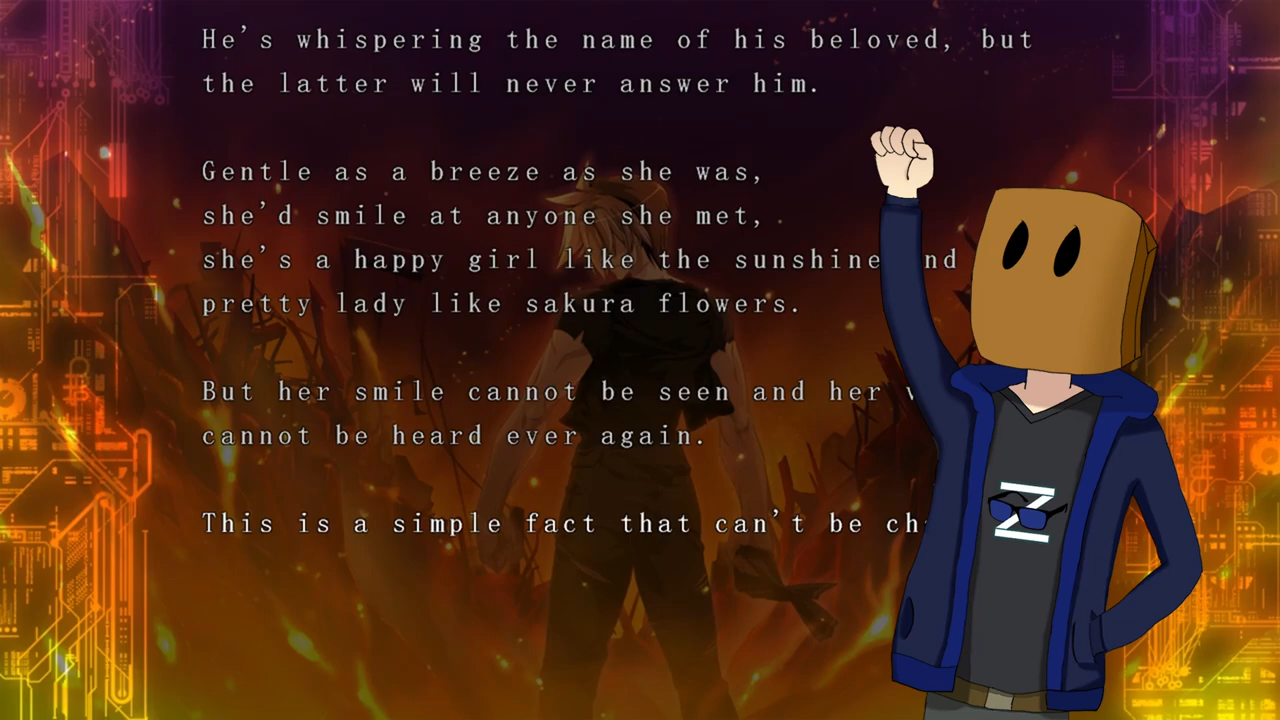 He's whispering the name of his beloved, but
the latter will never answer him.
Gentle as a breeze as she was,
she'd smile at anyone she met,
she's a happy girl like the sunshine
pretty lady like sakura flowers.
But her smile cannot be seen and her
cannot be heard ever again.
This is a simple fact that can't be
Z